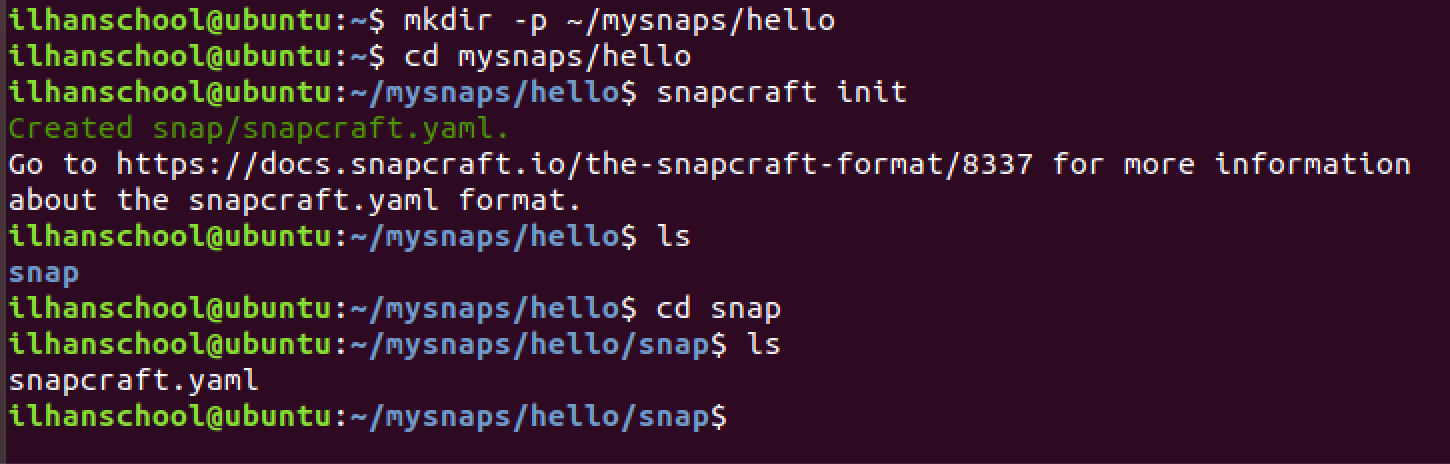 ilhanschool@ubuntu:~$ mkdir -p ~/mysnaps/hello
ilhanschool@ubuntu:~$ cd mysnaps/hello
ilhanschool@ubuntu:~/mysnaps/hello$ snapcraft init
Created snap/snapcraft.yaml.
Go to https://docs.snapcraft.io/the-snapcraft-format/8337 for more information
about the snapcraft.yaml format.
ilhanschool@ubuntu:~/mysnaps/hello$ ls
snap
ilhanschool@ubuntu:~/mysnaps/hello$ cd snap
ilhanschool@ubuntu:~/mysnaps/hello/snap$ ls
snapcraft.yaml
ilhanschool@ubuntu:~/mysnaps/hello/snap$